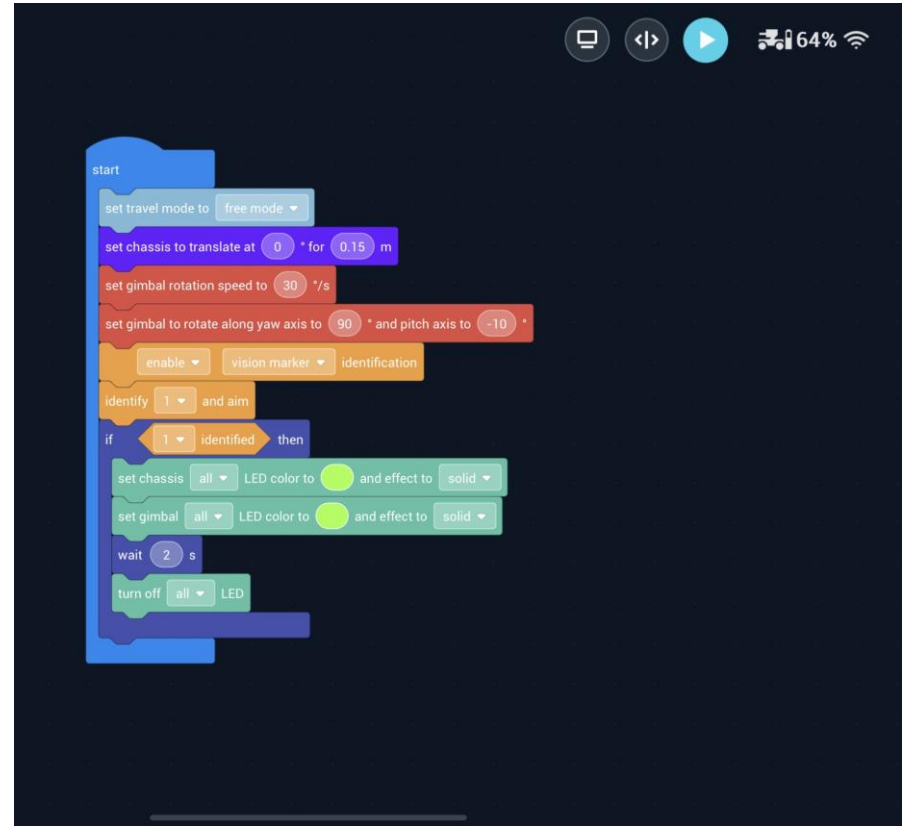 64%
start
set travel mode to free mode
set chassis to translate at 0 ° for 0.15 m
set gimbal rotation speed to 30 °/s
set gimbal to rotate along yaw axis to 90 ° and pitch axis to -10 °
enable vision marker identification
identify 1 and aim
if 1 identified then
set chassis all LED color to and effect to solid
set gimbal all LED color to and effect to solid
wait 2 s
turn off all LED